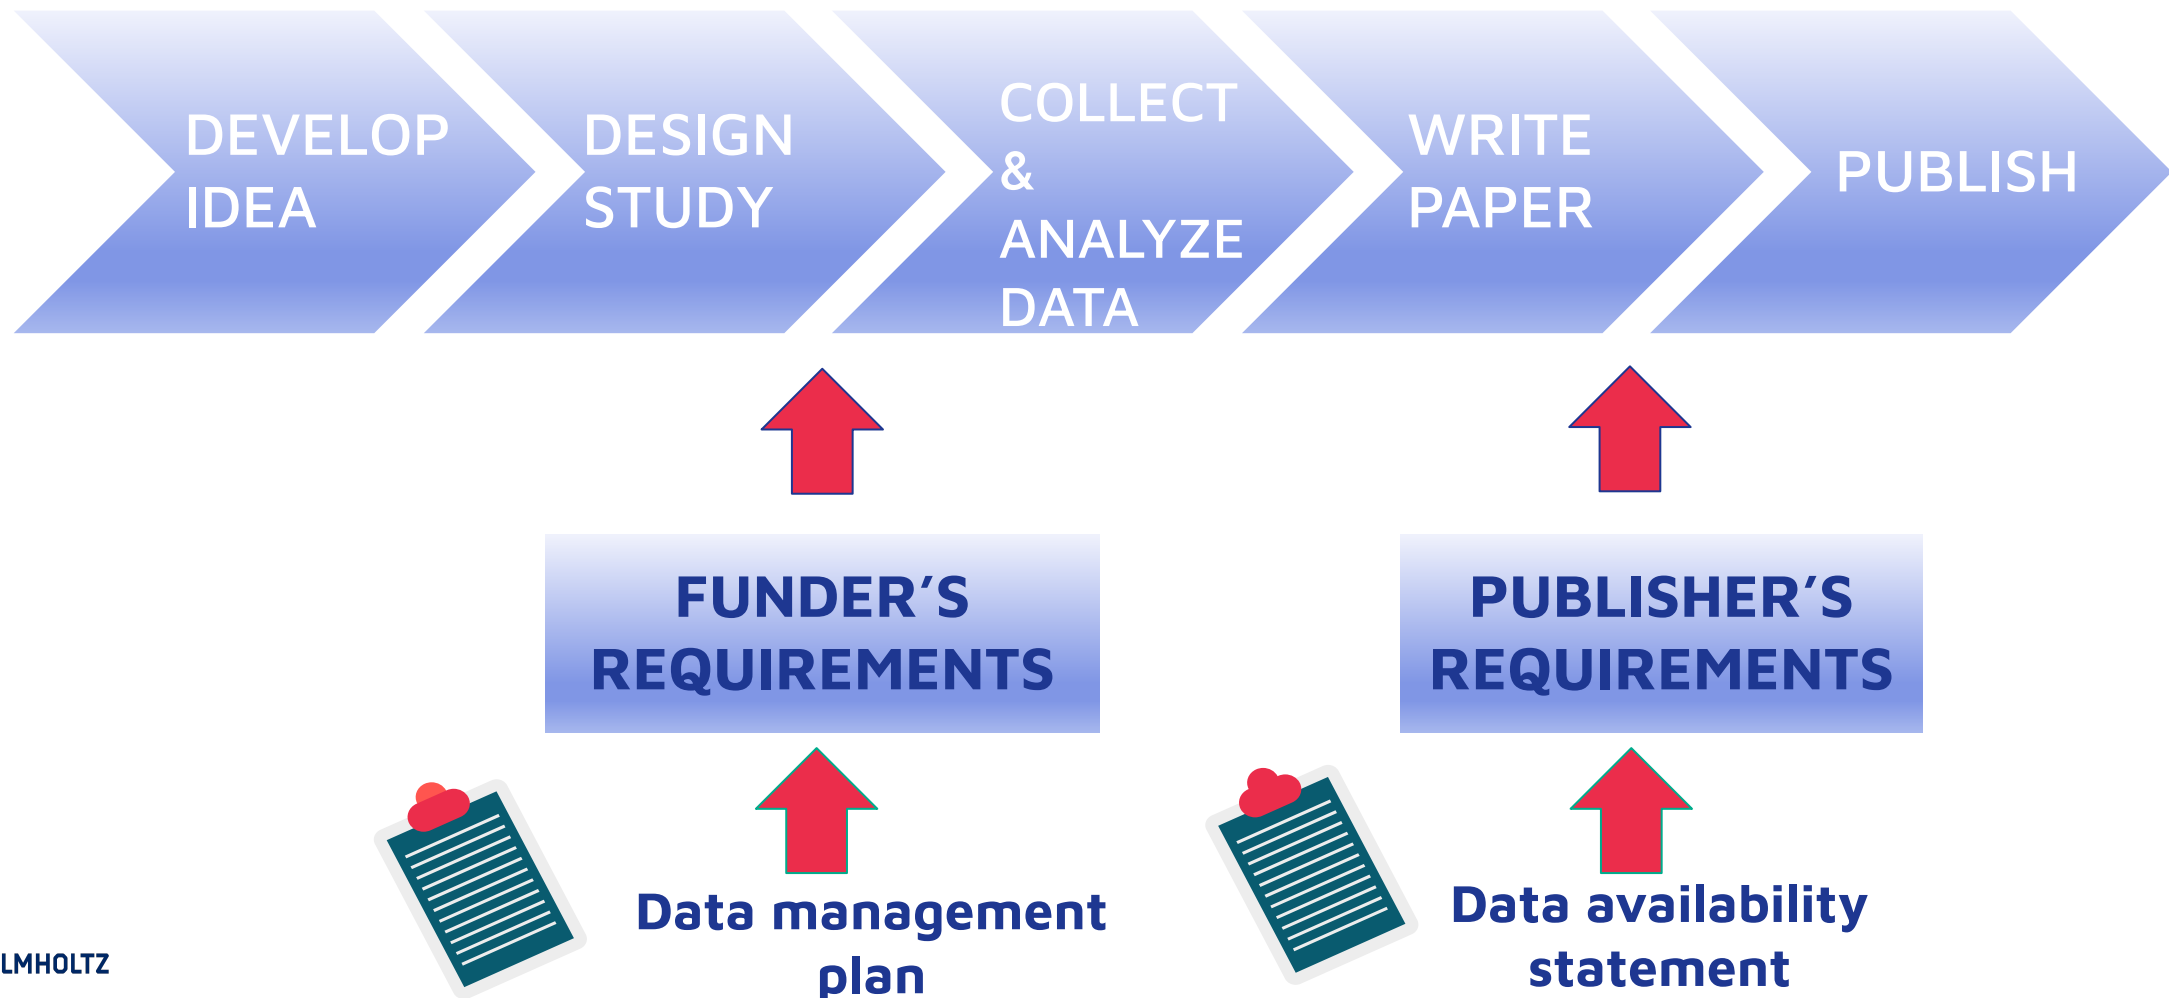 DEVELOP
IDEA
DESIGN
STUDY
COLLECT
&
ANALYZE
DATA
WRITE
PAPER
PUBLISH
FUNDER’S
REQUIREMENTS
PUBLISHER’S
REQUIREMENTS
Data management
plan
Data availability
statement
LMHOLTZ